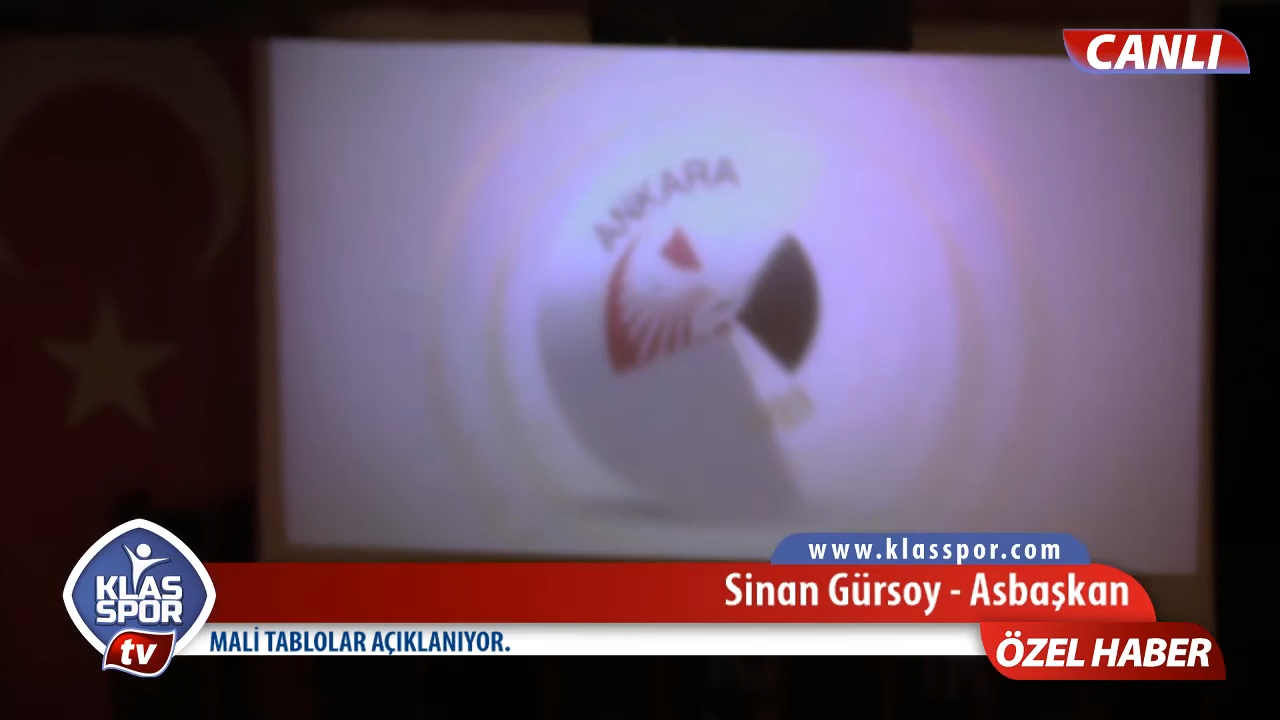 CANLI
ANKARA
www.klasspor.com
Sinan Gürsoy - Asbaşkan
KLAS
SPOR
tv
MALİ TABLOLAR AÇIKLANIYOR.
ÖZEL HABER